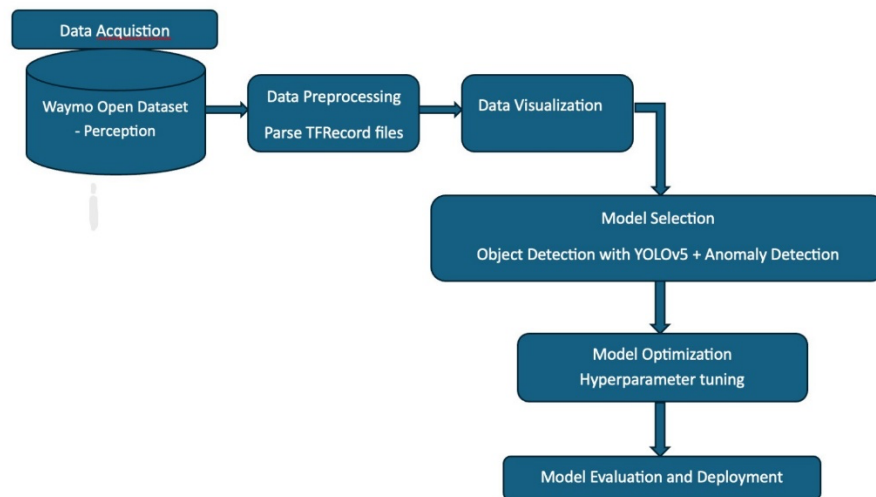 Data Acquistion
Waymo Open Dataset
- Perception
Data Preprocessing
Parse TFRecord files
Data Visualization
Model Selection
Object Detection with YOLOv5 + Anomaly Detection
Model Optimization
Hyperparameter tuning
Model Evaluation and Deployment